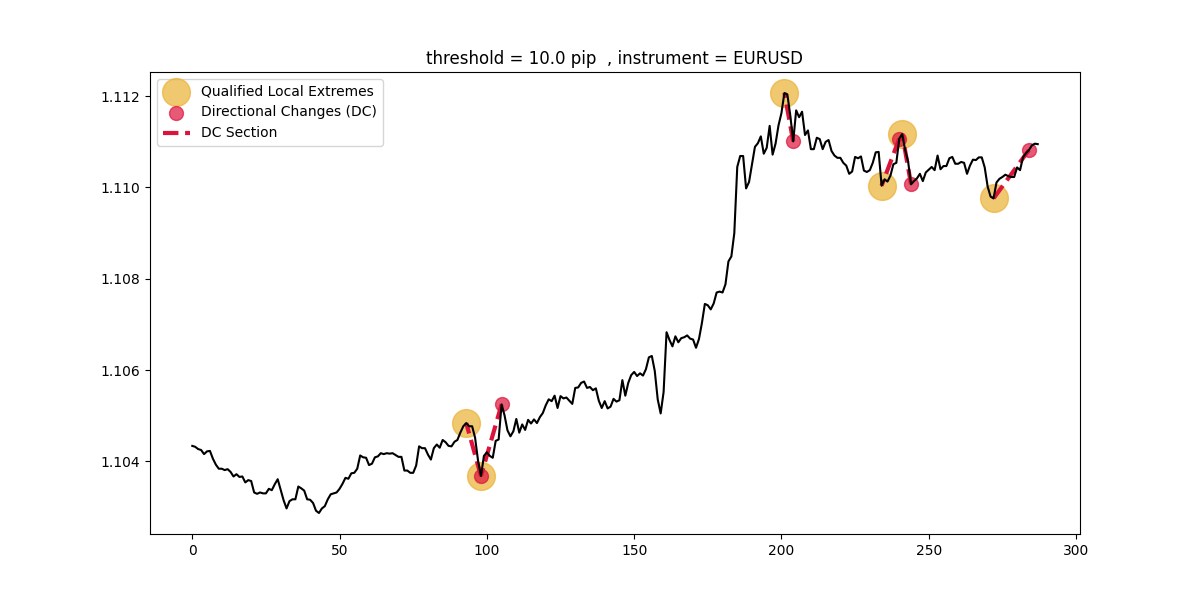 threshold = 10.0 pip  , instrument = EURUSD
Qualified Local Extremes
Directional Changes (DC)
DC Section
1.112
1.110
1.108
1.106
1.104
0 50 100 150 200 250 300